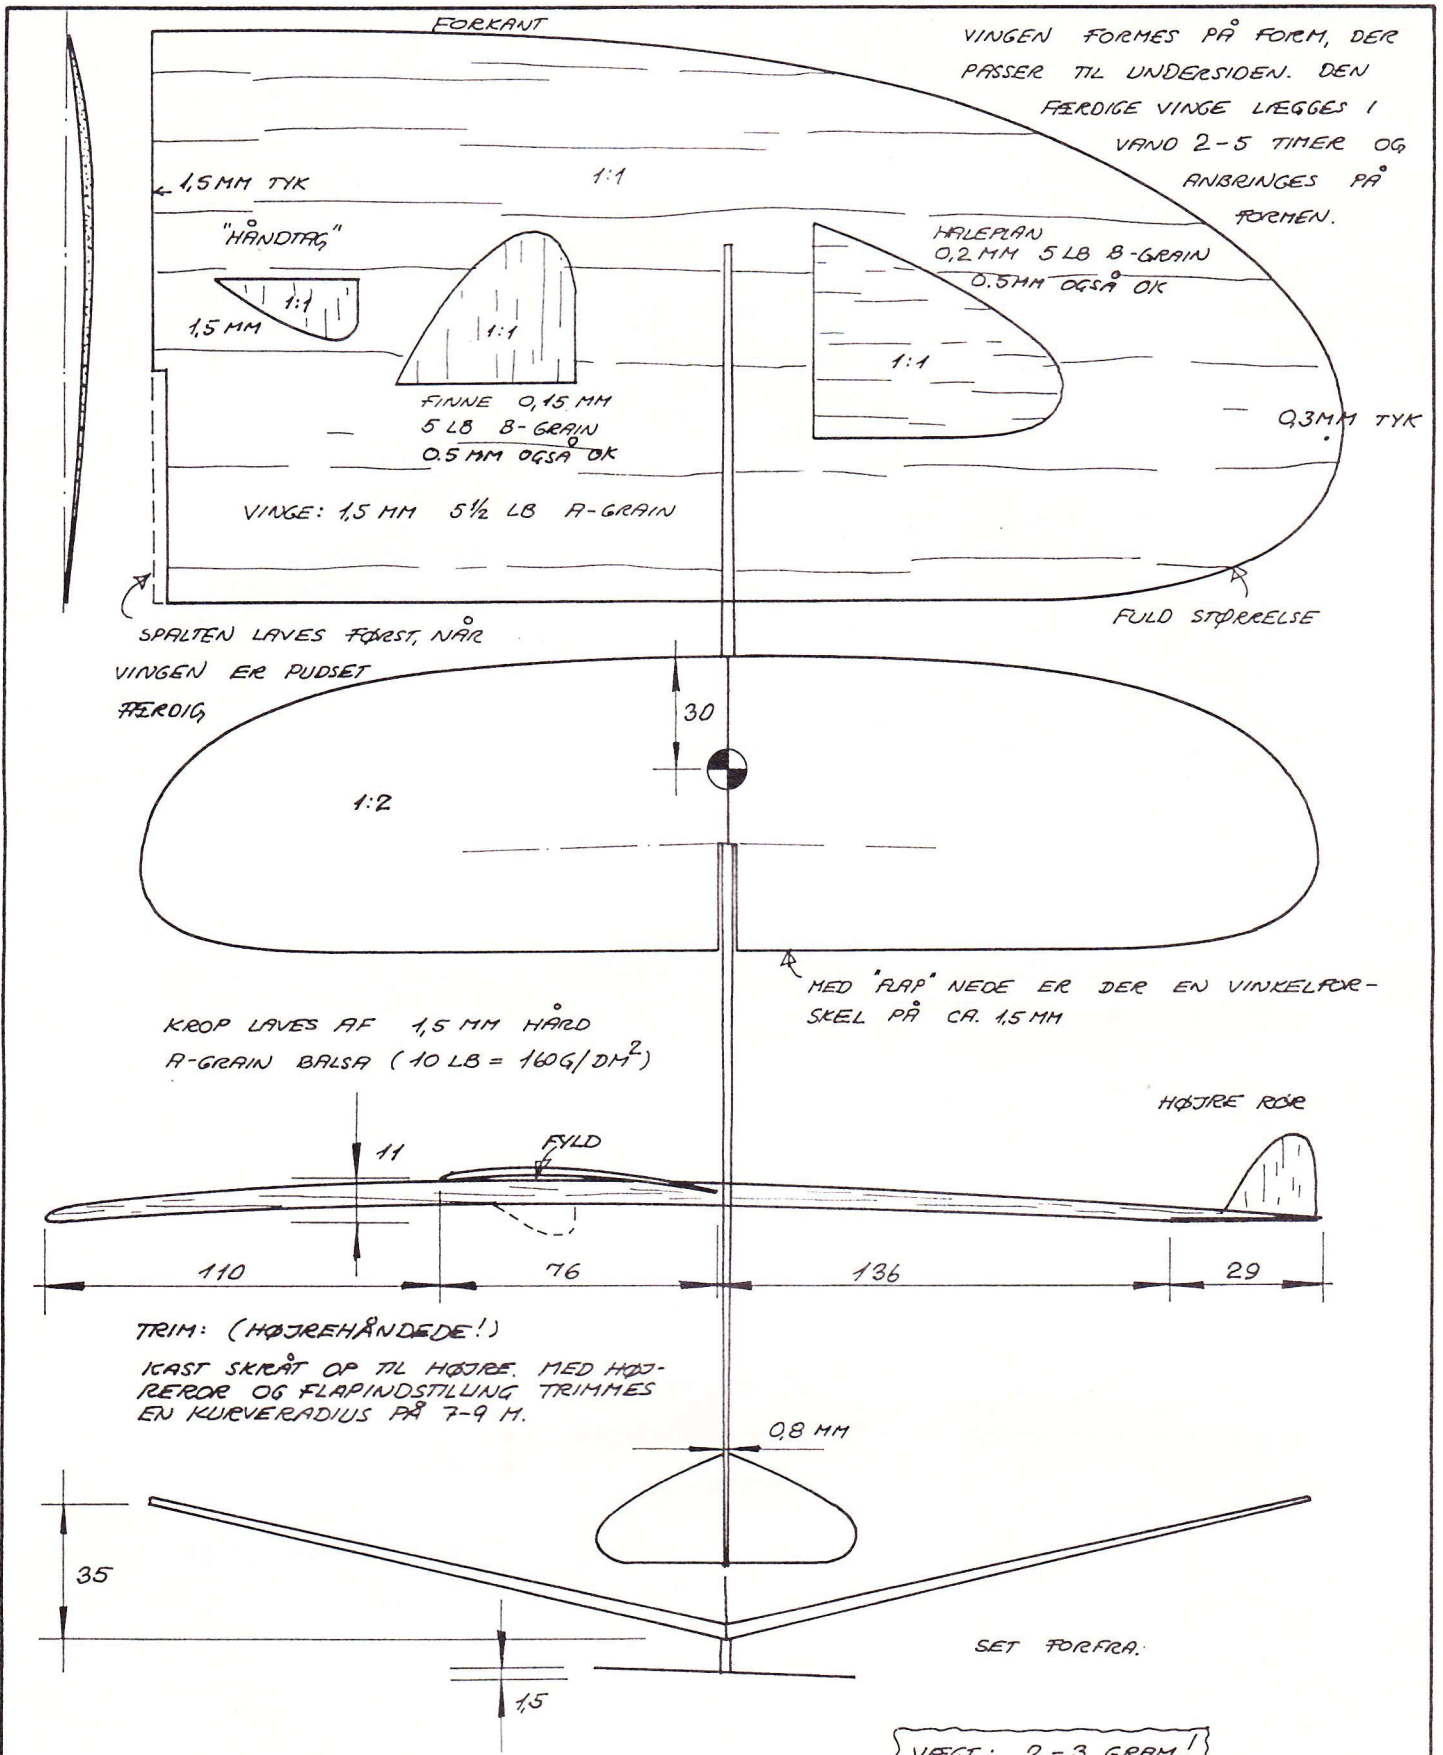 FORKANT
VINGEN FORMES PÅ FORM, DER
PASSER TIL UNDERSIDEN. DEN
FÆRDIGE VINGE LÆGGES I
VAND 2-5 TIMER OG
ANBRINGES PÅ
FORMEN.
1,5 MM TYK
1:1
"HÅNDTAG"
1:1
1,5 MM
1:1
FINNE 0,15 MM
5 LB B-GRAIN
0.5 MM OGSÅ OK
HALEPLAN
0,2 MM 5 LB B-GRAIN
0.5MM OGSÅ OK
1:1
0,3MM TYK
VINGE: 1,5 MM 5½ LB A-GRAIN
SPALTEN LAVES FØRST, NÅR
VINGEN ER PUDSET
FÆRDIG
FULD STØRRELSE
30
1:2
MED "FLAP" NEDE ER DER EN VINKELFOR-
SKEL PÅ CA. 1,5 MM
KROP LAVES AF 1,5 MM HÅRD
A-GRAIN BALSA (10 LB = 160G/DM²)
HØJRE ROR
11
FYLD
110
76
136
29
TRIM: (HØJREHÅNDEDE!)
KAST SKRÅT OP TIL HØJRE. MED HØJ-
REROR OG FLAPINDSTILLUNG TRIMMES
EN KURVERADIUS PÅ 7-9 M.
0,8 MM
35
SET FORFRA.
1,5
VÆGT: 2-3 GRAM!